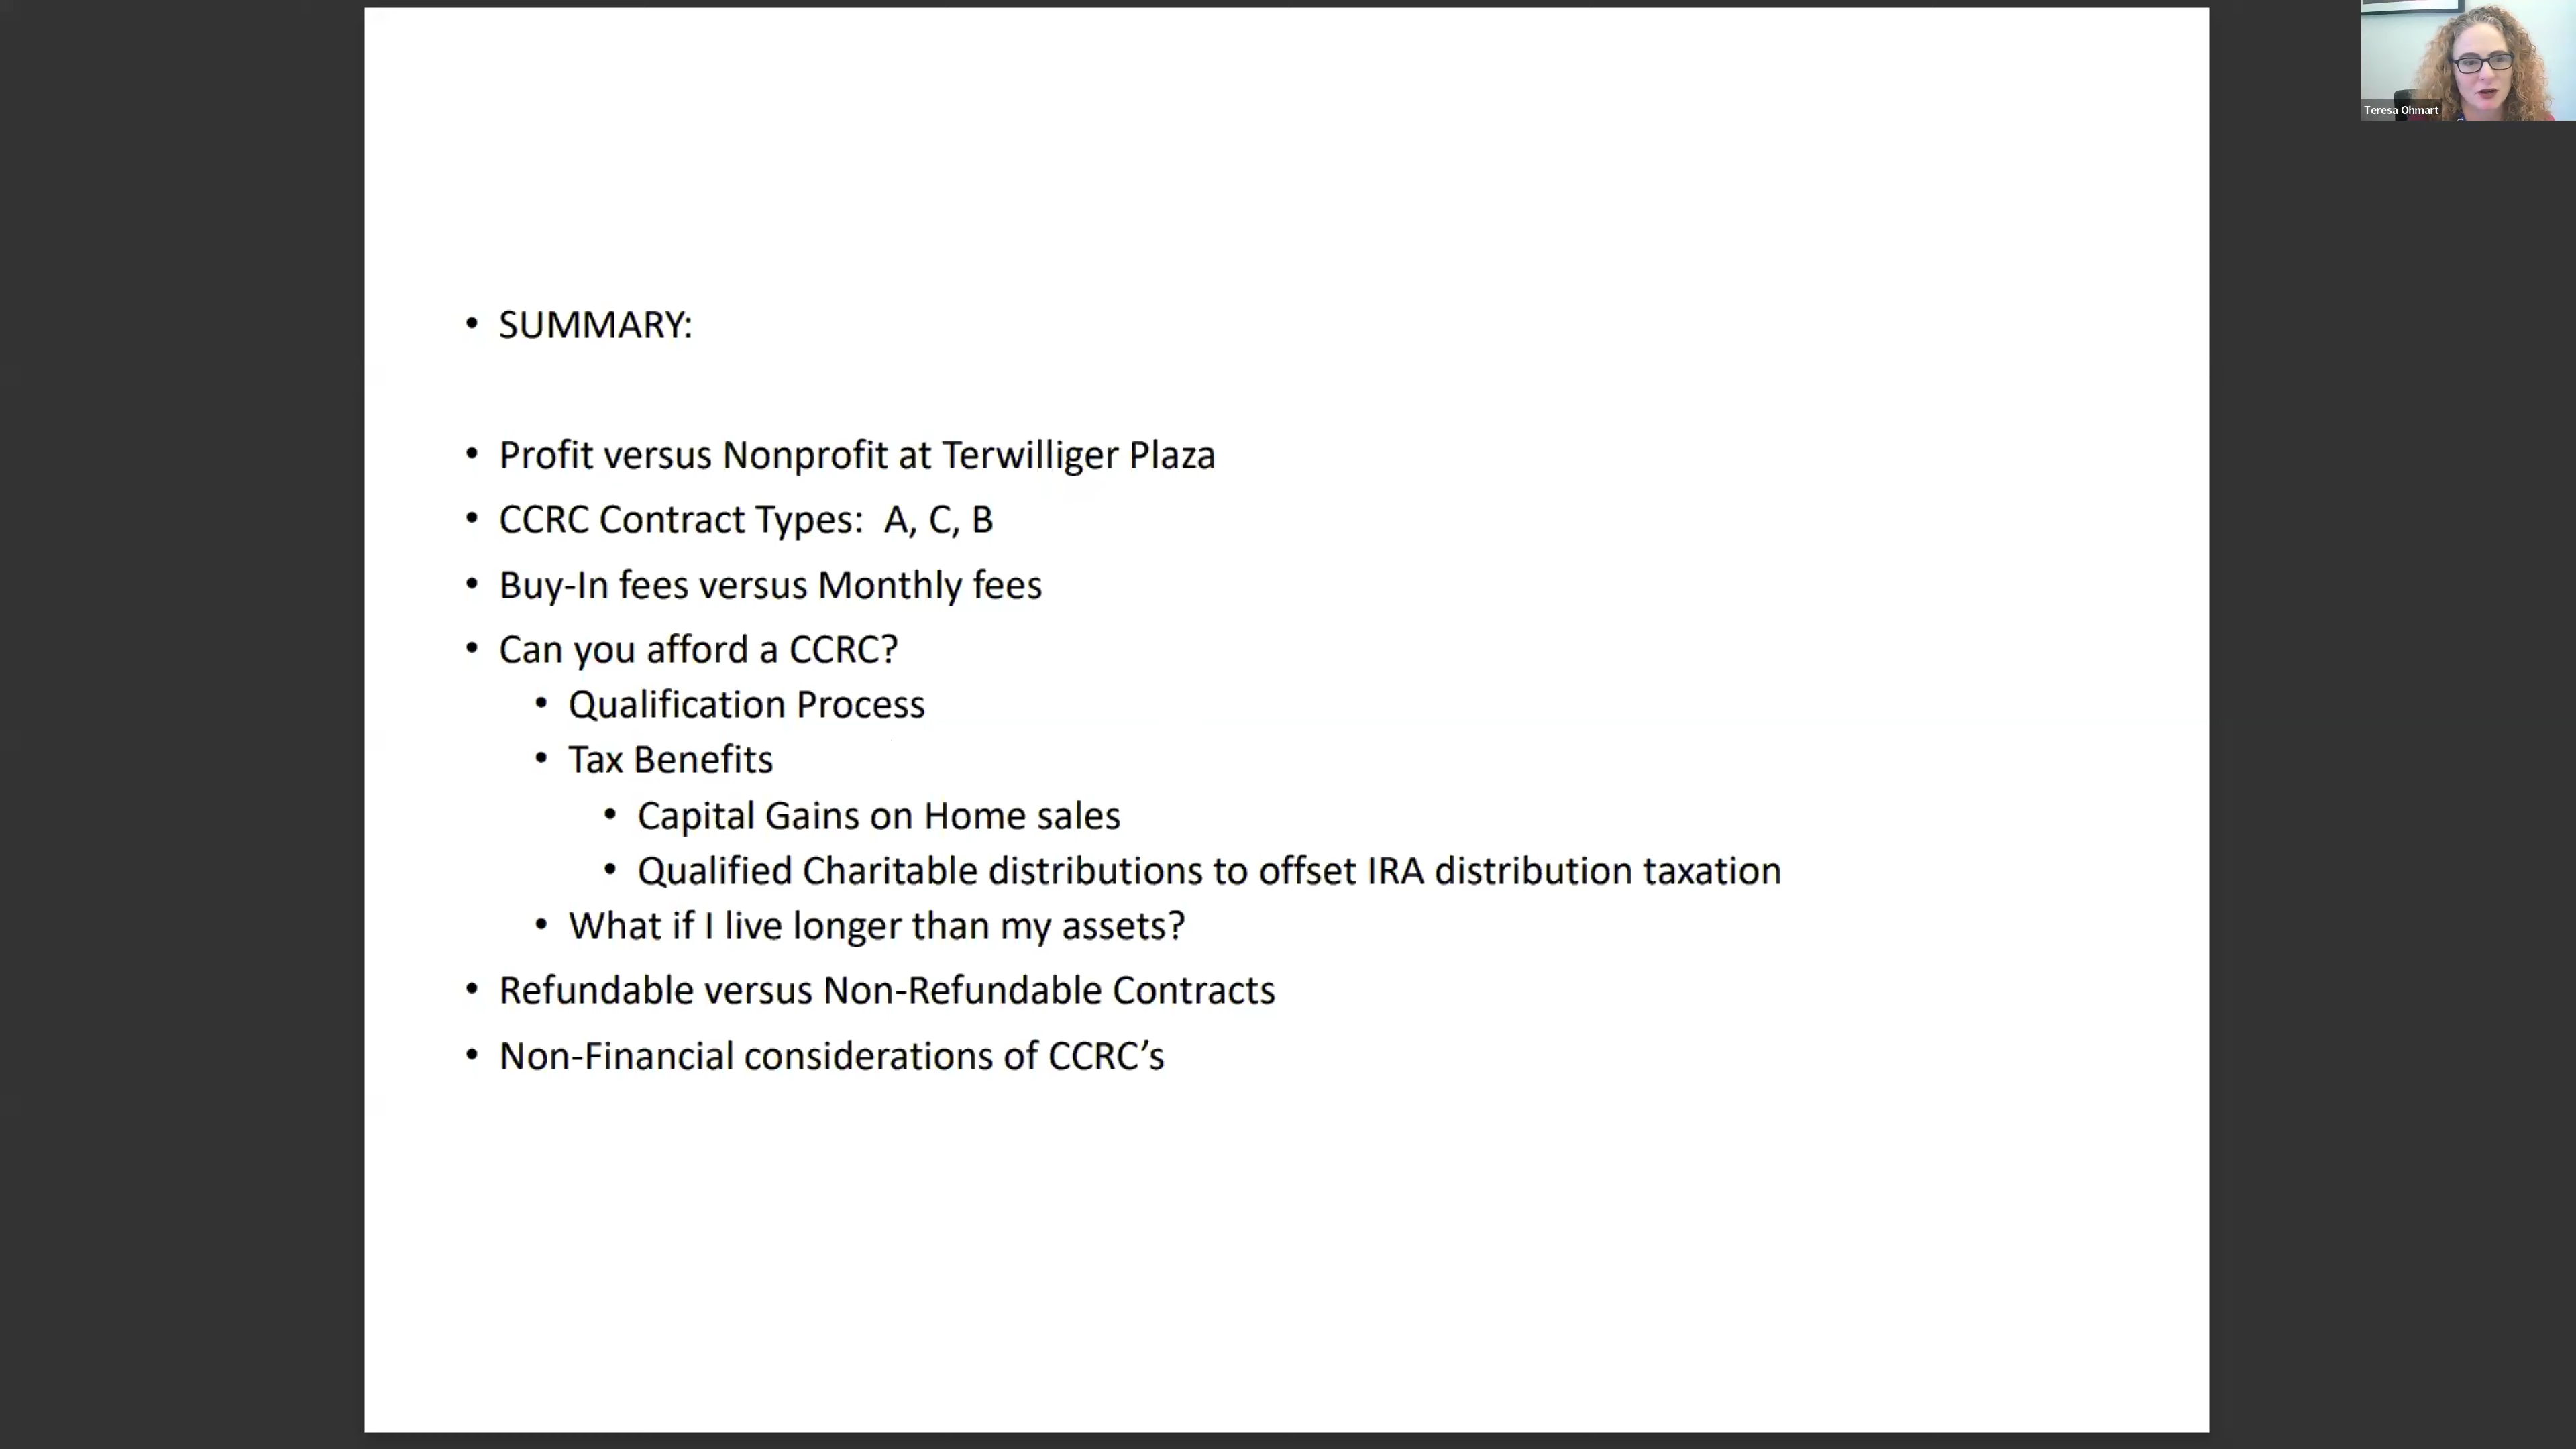 • SUMMARY:
• Profit versus Nonprofit at Terwilliger Plaza
• CCRC Contract Types:  A, C, B
• Buy-In fees versus Monthly fees
• Can you afford a CCRC?
• Qualification Process
• Tax Benefits
• Capital Gains on Home sales
• Qualified Charitable distributions to offset IRA distribution taxation
• What if I live longer than my assets?
• Refundable versus Non-Refundable Contracts
• Non-Financial considerations of CCRC’s
Teresa Ohmart